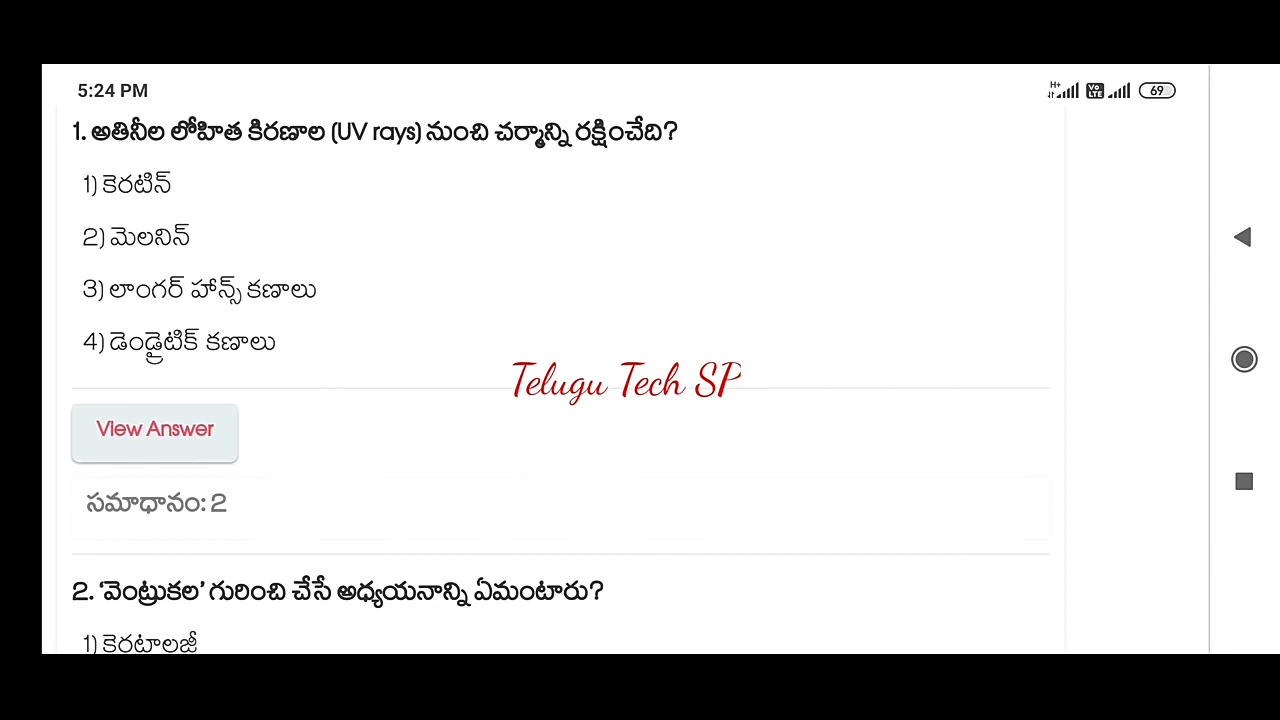 5:24 PM
H+ VoLTE 69
1. అతినీల లోహిత కిరణాల (UV rays) నుంచి చర్మాన్ని రక్షించేది?
1) కెరటిన్
2) మెలనిన్
3) లాంగర్ హాన్స్ కణాలు
4) డెండ్రైటిక్ కణాలు
Telugu Tech SP
View Answer
సమాధానం: 2
2. ‘వెంట్రుకల’ గురించి చేసే అధ్యయనాన్ని ఏమంటారు?
1) కెరటాలజీ